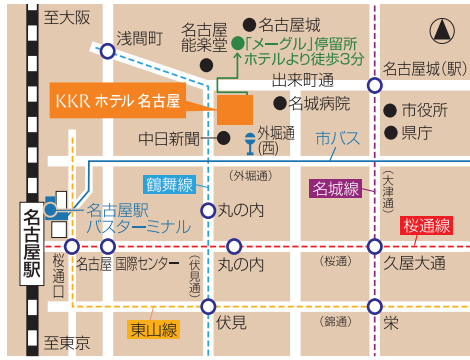 至大阪
浅間町
名古屋
能楽堂
名古屋城
「メーグル」停留所
ホテルより徒歩3分
出来町通
名古屋城(駅)
KKR ホテル 名古屋
名城病院
市役所
県庁
中日新聞
外堀通
(西)
市バス
鶴舞線
(外堀通)
名城線
(大津通)
名古屋駅
名古屋駅
バスターミナル
丸の内
桜通線
桜通口
名古屋
国際センター
(伏見通)
丸の内
(桜通)
久屋大通
東山線
伏見
(錦通)
栄
至東京